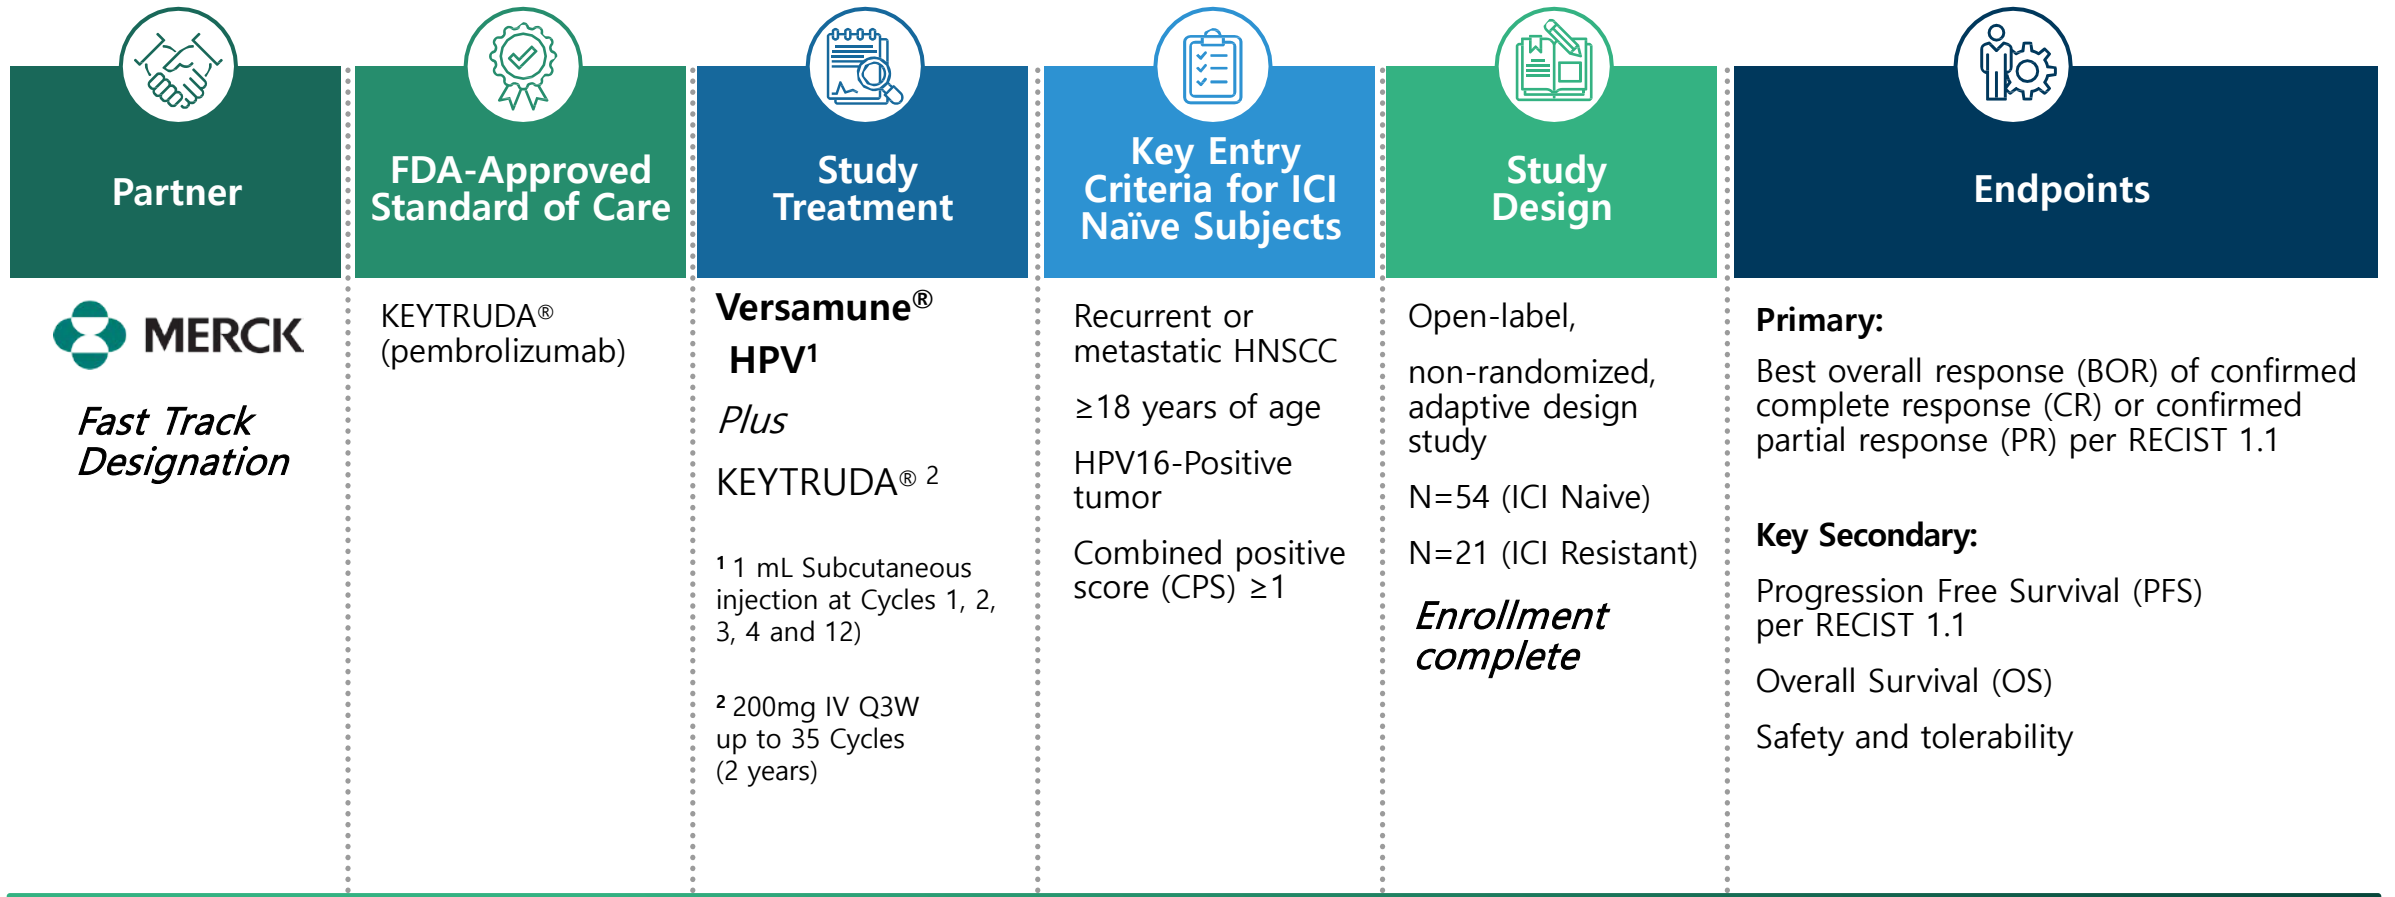 Partner
MERCK
Fast Track
Designation
FDA-Approved
Standard of Care
KEYTRUDA®
(pembrolizumab)
Study
Treatment
Versamune®
HPV¹
Plus
KEYTRUDA® ²
¹ 1 mL Subcutaneous
injection at Cycles 1, 2,
3, 4 and 12)
² 200mg IV Q3W
up to 35 Cycles
(2 years)
Key Entry
Criteria for ICI
Naïve Subjects
Recurrent or
metastatic HNSCC
≥18 years of age
HPV16-Positive
tumor
Combined positive
score (CPS) ≥1
Study
Design
Open-label,
non-randomized,
adaptive design
study
N=54 (ICI Naive)
N=21 (ICI Resistant)
Enrollment
complete
Endpoints
Primary:
Best overall response (BOR) of confirmed
complete response (CR) or confirmed
partial response (PR) per RECIST 1.1
Key Secondary:
Progression Free Survival (PFS)
per RECIST 1.1
Overall Survival (OS)
Safety and tolerability